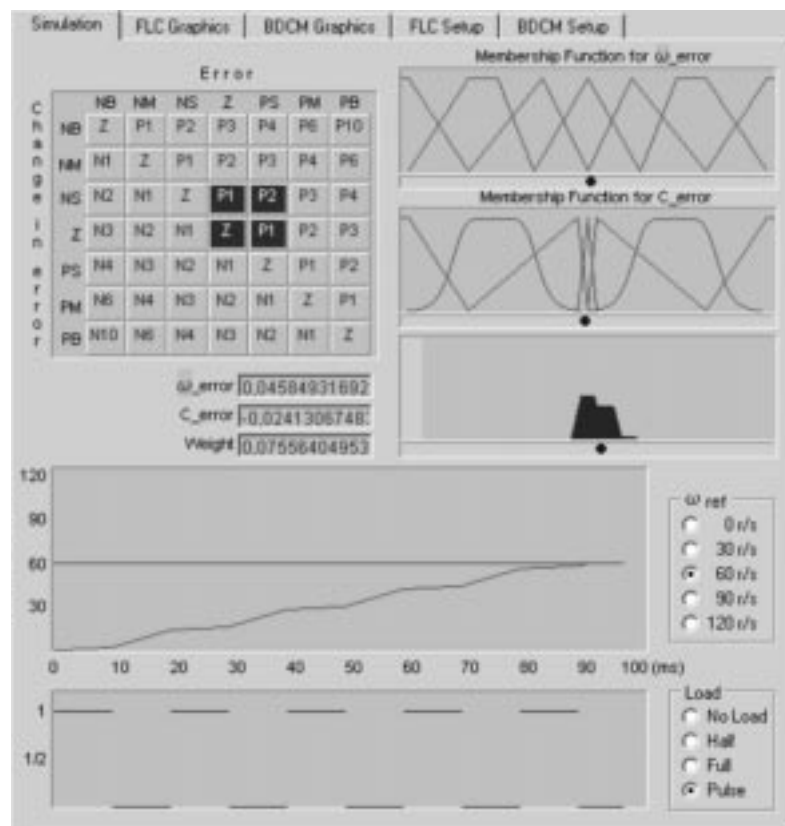 Simulation FLC Graphics BDCM Graphics FLC Setup BDCM Setup
Error
Change in error
NB NM NS Z PS PM PB
NB Z P1 P2 P3 P4 P6 P10
NM N1 Z P1 P2 P3 P4 P6
NS N2 N1 Z P1 P2 P3 P4
Z N3 N2 N1 Z P1 P2 P3
PS N4 N3 N2 N1 Z P1 P2
PM N6 N4 N3 N2 N1 Z P1
PB N10 N6 N4 N3 N2 N1 Z
ω_error 0,04584931692
C_error -0,0241306748
Weight 0,07556404953
Membership Function for ω_error
Membership Function for C_error
120
90
60
30
0 10 20 30 40 50 60 70 80 90 100 (ms)
ω ref
0 r/s
30 r/s
60 r/s
90 r/s
120 r/s
1
1/2
Load
No Load
Half
Full
Pulse